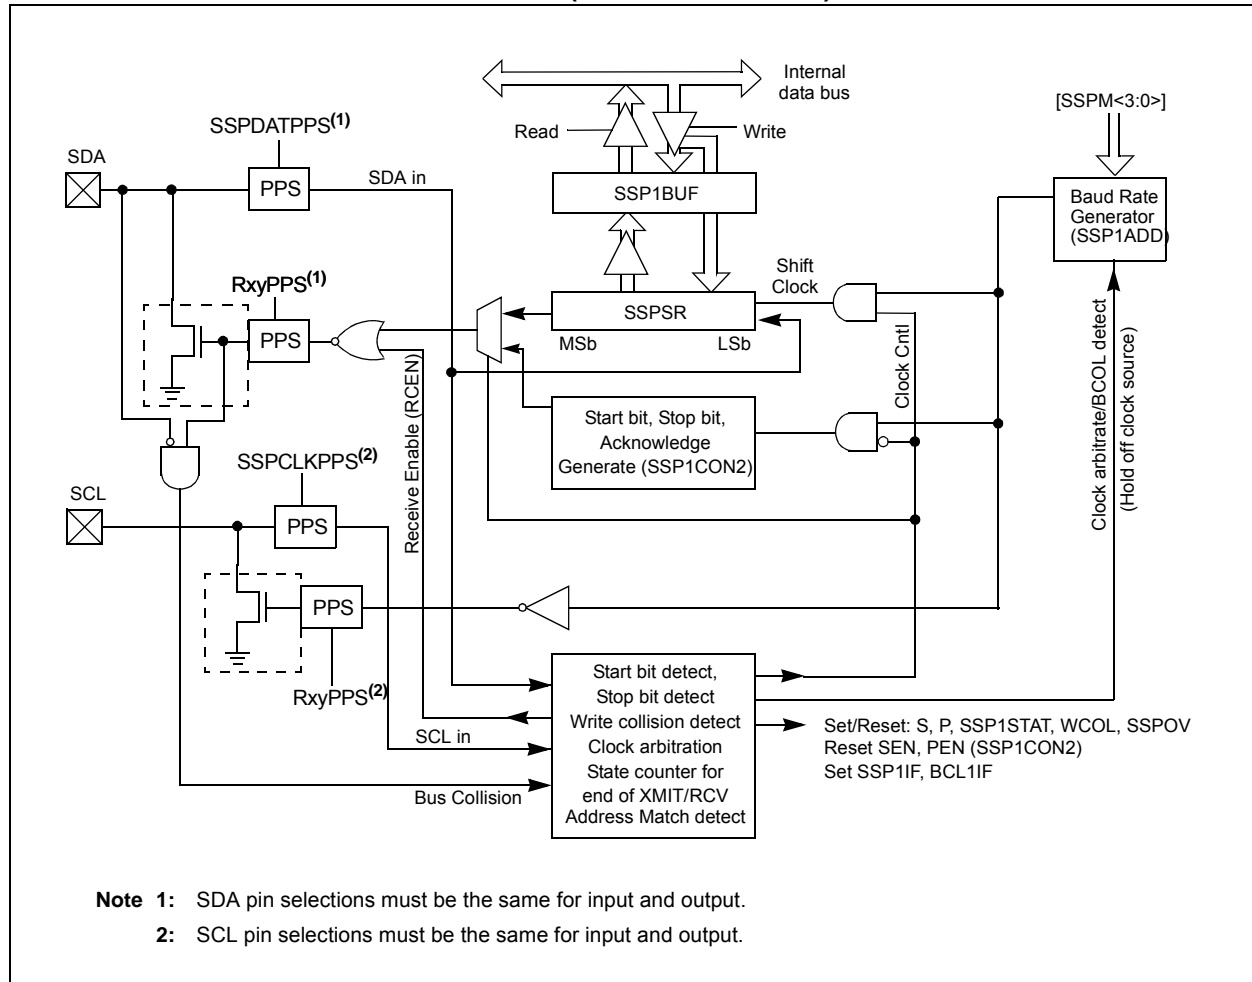 Internal
data bus
[SSPM<3:0>]
SSPDATPPS(1)
Read
Write
SDA
PPS
SDA in
SSP1BUF
Baud Rate
Generator
(SSP1ADD)
RxyPPS(1)
Shift
Clock
PPS
SSPSR
MSb
LSb
Clock Cntl
Receive Enable (RCEN)
Start bit, Stop bit,
Acknowledge
Generate (SSP1CON2)
Clock arbitrate/BCOL detect
(Hold off clock source)
SSPCLKPPS(2)
SCL
PPS
PPS
RxyPPS(2)
Start bit detect,
Stop bit detect
Write collision detect
Clock arbitration
State counter for
end of XMIT/RCV
Address Match detect
SCL in
Bus Collision
Set/Reset: S, P, SSP1STAT, WCOL, SSPOV
Reset SEN, PEN (SSP1CON2)
Set SSP1IF, BCL1IF
Note 1: SDA pin selections must be the same for input and output.
2: SCL pin selections must be the same for input and output.